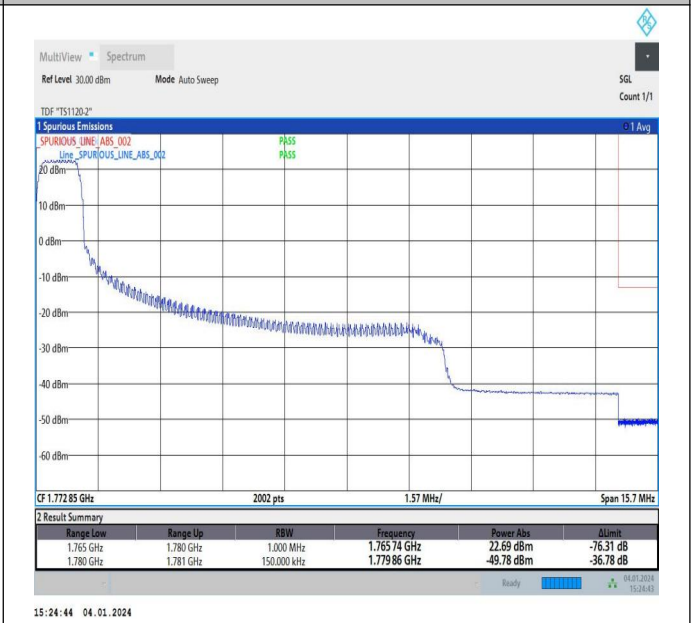 R S
MultiView Spectrum
Ref Level 30.00 dBm Mode Auto Sweep SGL
Count 1/1
TDF "TS1120-2"
1 Spurious Emissions 1 Avg
_SPURIOUS_LINE_ABS_002 PASS
Line _SPURIOUS_LINE_ABS_002 PASS
20 dBm
10 dBm
0 dBm
-10 dBm
-20 dBm
-30 dBm
-40 dBm
-50 dBm
-60 dBm
CF 1.772 85 GHz 2002 pts 1.57 MHz/ Span 15.7 MHz
2 Result Summary
Range Low Range Up RBW Frequency Power Abs ΔLimit
1.765 GHz 1.780 GHz 1.000 MHz 1.765 74 GHz 22.69 dBm -76.31 dB
1.780 GHz 1.781 GHz 150.000 kHz 1.779 86 GHz -49.78 dBm -36.78 dB
Ready 04.01.2024
15:24:43
15:24:44 04.01.2024